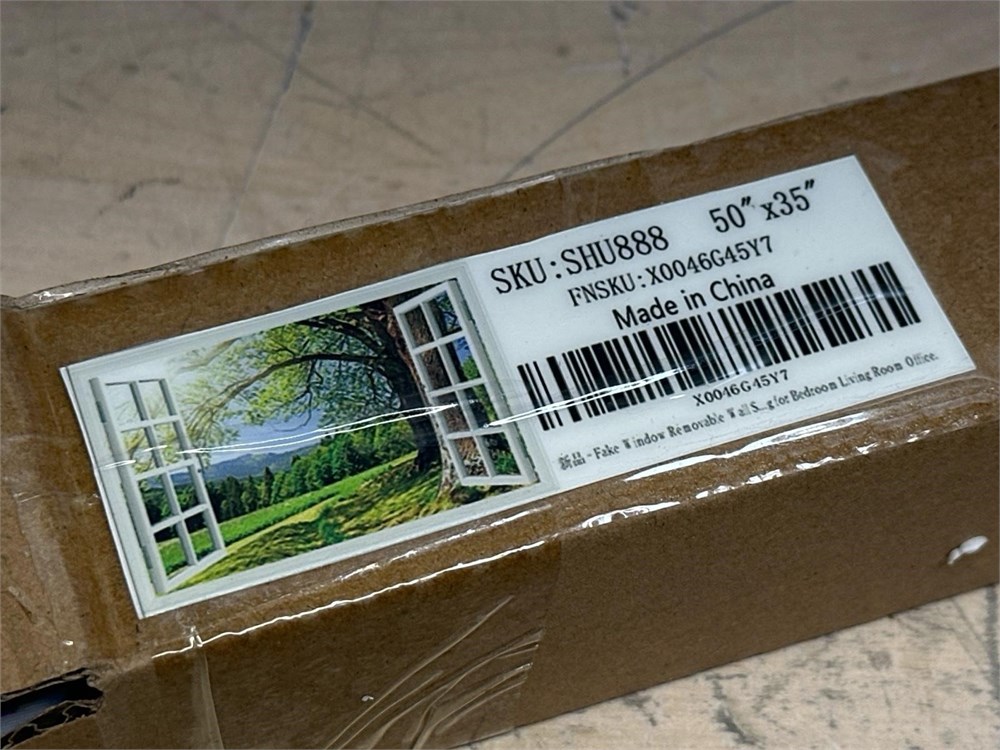 SKU:SHU888 50″x35″
FNSKU:X0046G45Y7
Made in China
X0046G45Y7
新品 - Fake Window Removable Wall S...g for Bedroom Living Room Office.